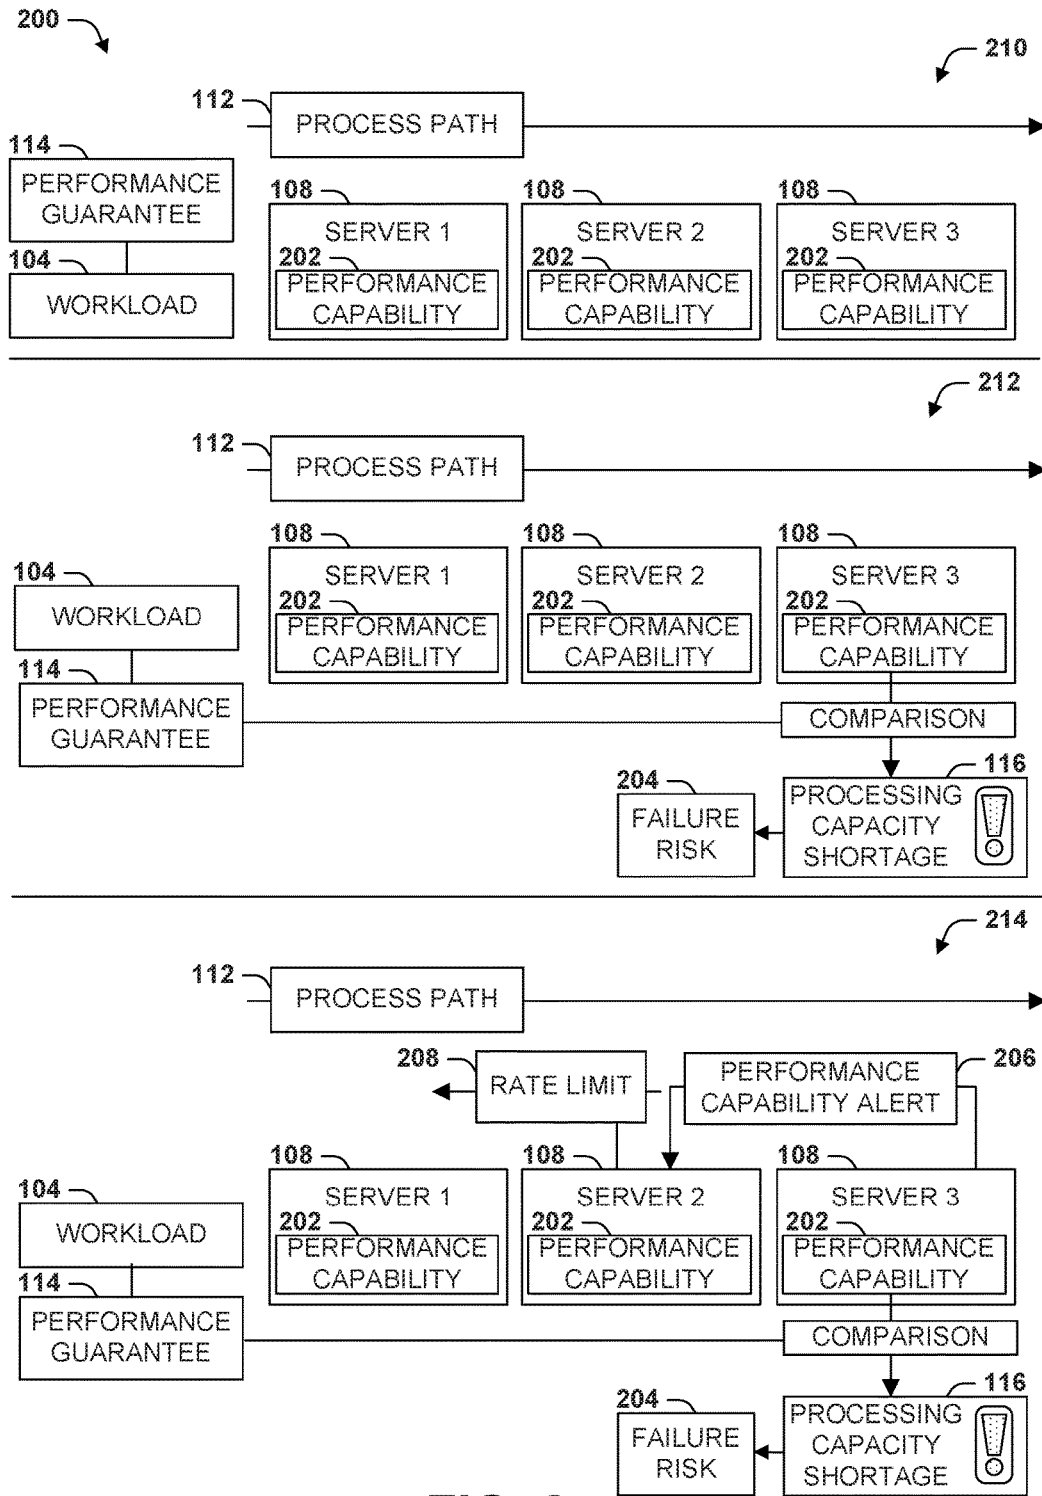 200
210
112
PROCESS PATH
114
PERFORMANCE
GUARANTEE
104
WORKLOAD
108
SERVER 1
202
PERFORMANCE
CAPABILITY
108
SERVER 2
202
PERFORMANCE
CAPABILITY
108
SERVER 3
202
PERFORMANCE
CAPABILITY
212
112
PROCESS PATH
104
WORKLOAD
114
PERFORMANCE
GUARANTEE
108
SERVER 1
202
PERFORMANCE
CAPABILITY
108
SERVER 2
202
PERFORMANCE
CAPABILITY
108
SERVER 3
202
PERFORMANCE
CAPABILITY
COMPARISON
116
PROCESSING
CAPACITY
SHORTAGE
204
FAILURE
RISK
214
112
PROCESS PATH
208
RATE LIMIT
206
PERFORMANCE
CAPABILITY ALERT
104
WORKLOAD
114
PERFORMANCE
GUARANTEE
108
SERVER 1
202
PERFORMANCE
CAPABILITY
108
SERVER 2
202
PERFORMANCE
CAPABILITY
108
SERVER 3
202
PERFORMANCE
CAPABILITY
COMPARISON
116
PROCESSING
CAPACITY
SHORTAGE
204
FAILURE
RISK